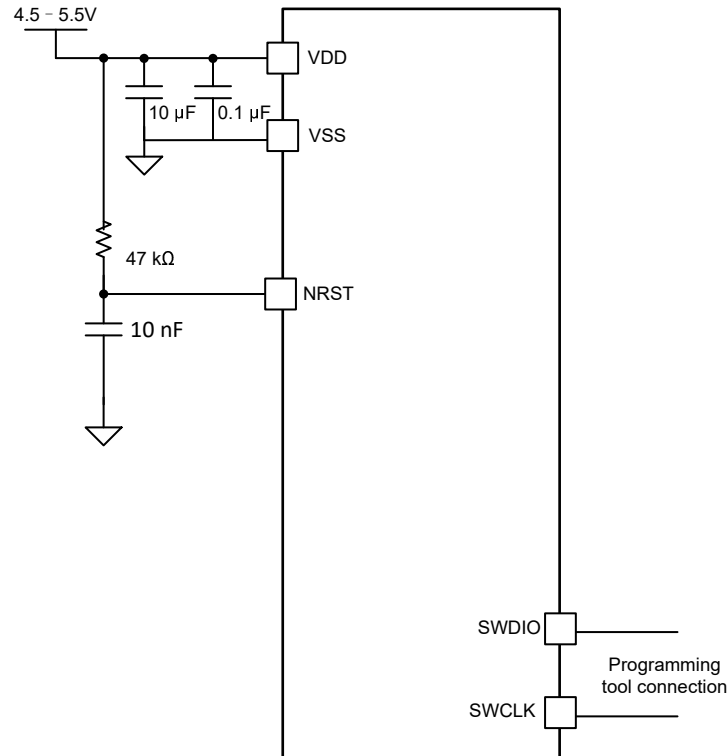 4.5 - 5.5V
VDD
10 µF
0.1 µF
VSS
47 kΩ
NRST
10 nF
SWDIO
Programming
tool connection
SWCLK